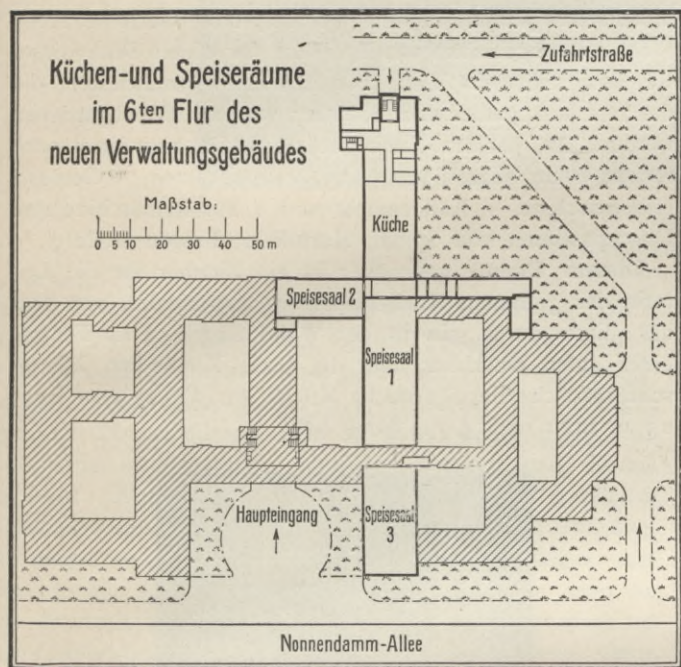 Küchen-und Speiseräume
im 6ten Flur des
neuen Verwaltungsgebäudes
Maßstab:
0 5 10 20 30 40 50 m
Zufahrtstraße
Küche
Speisesaal 2
Speisesaal
1
Haupteingang
Speisesaal
3
Nonnendamm-Allee